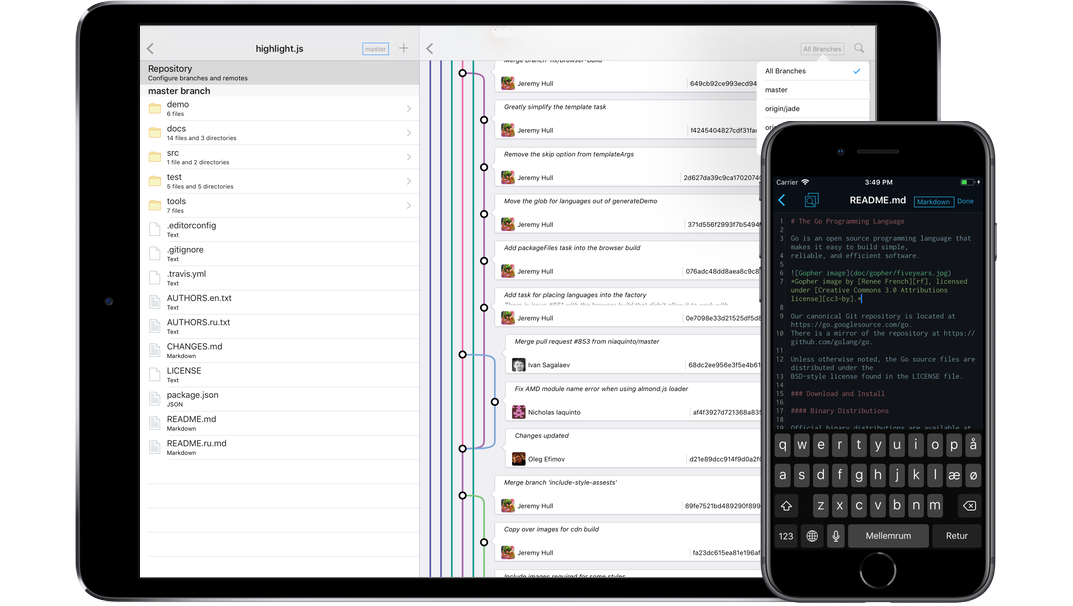 highlight.js
master
Repository
Configure branches and remotes
master branch
demo
6 files
docs
14 files and 3 directories
src
1 file and 2 directories
test
5 files and 5 directories
tools
7 files
.editorconfig
Text
.gitignore
Text
.travis.yml
Text
AUTHORS.en.txt
Text
AUTHORS.ru.txt
Text
CHANGES.md
Markdown
LICENSE
Text
package.json
JSON
README.md
Markdown
README.ru.md
Markdown
All Branches
All Branches
master
origin/jade
Merge branch 'fix/browser-build'
Jeremy Hull 649cb92ce993ecd94
Greatly simplify the template task
Jeremy Hull f4245404827cdf31fa
Remove the skip option from templateArgs
Jeremy Hull 2d627da39c9ca1702074
Move the glob for languages out of generateDemo
Jeremy Hull 371d556f2993f7b5494
Add packageFiles task into the browser build
Jeremy Hull 076adc48dd8aea9c8c8
Add task for placing languages into the factory
Jeremy Hull 0e7098e33d21525df5d
Merge pull request #853 from niaquinto/master
Ivan Sagalaev 68dc2ee956e3f5e4b61
Fix AMD module name error when using almond.js loader
Nicholas Iaquinto af4f3927d721368a83
Changes updated
Oleg Efimov d21e89dcc914f9d0a2f
Merge branch 'include-style-assests'
Jeremy Hull 89fe7521bd489290f899
Copy over images for cdn build
Jeremy Hull fa23dc615ea81e196af
Include images required for some styles
Carrier 3:49 PM
README.md Markdown Done
1 # The Go Programming Language
2
3 Go is an open source programming language that
makes it easy to build simple,
4 reliable, and efficient software.
5
6 ![Gopher image](doc/gopher/fiveyears.jpg)
7 *Gopher image by [Renee French][rf], licensed
under [Creative Commons 3.0 Attributions
license][cc3-by].*
8
9 Our canonical Git repository is located at
https://go.googlesource.com/go.
10 There is a mirror of the repository at https://
github.com/golang/go.
11
12 Unless otherwise noted, the Go source files are
distributed under the
13 BSD-style license found in the LICENSE file.
14
15 ### Download and Install
16
17 #### Binary Distributions
18
19 Official binary distributions are available at
q w e r t y u i o p å
a s d f g h j k l æ ø
z x c v b n m
123 Mellemrum Retur